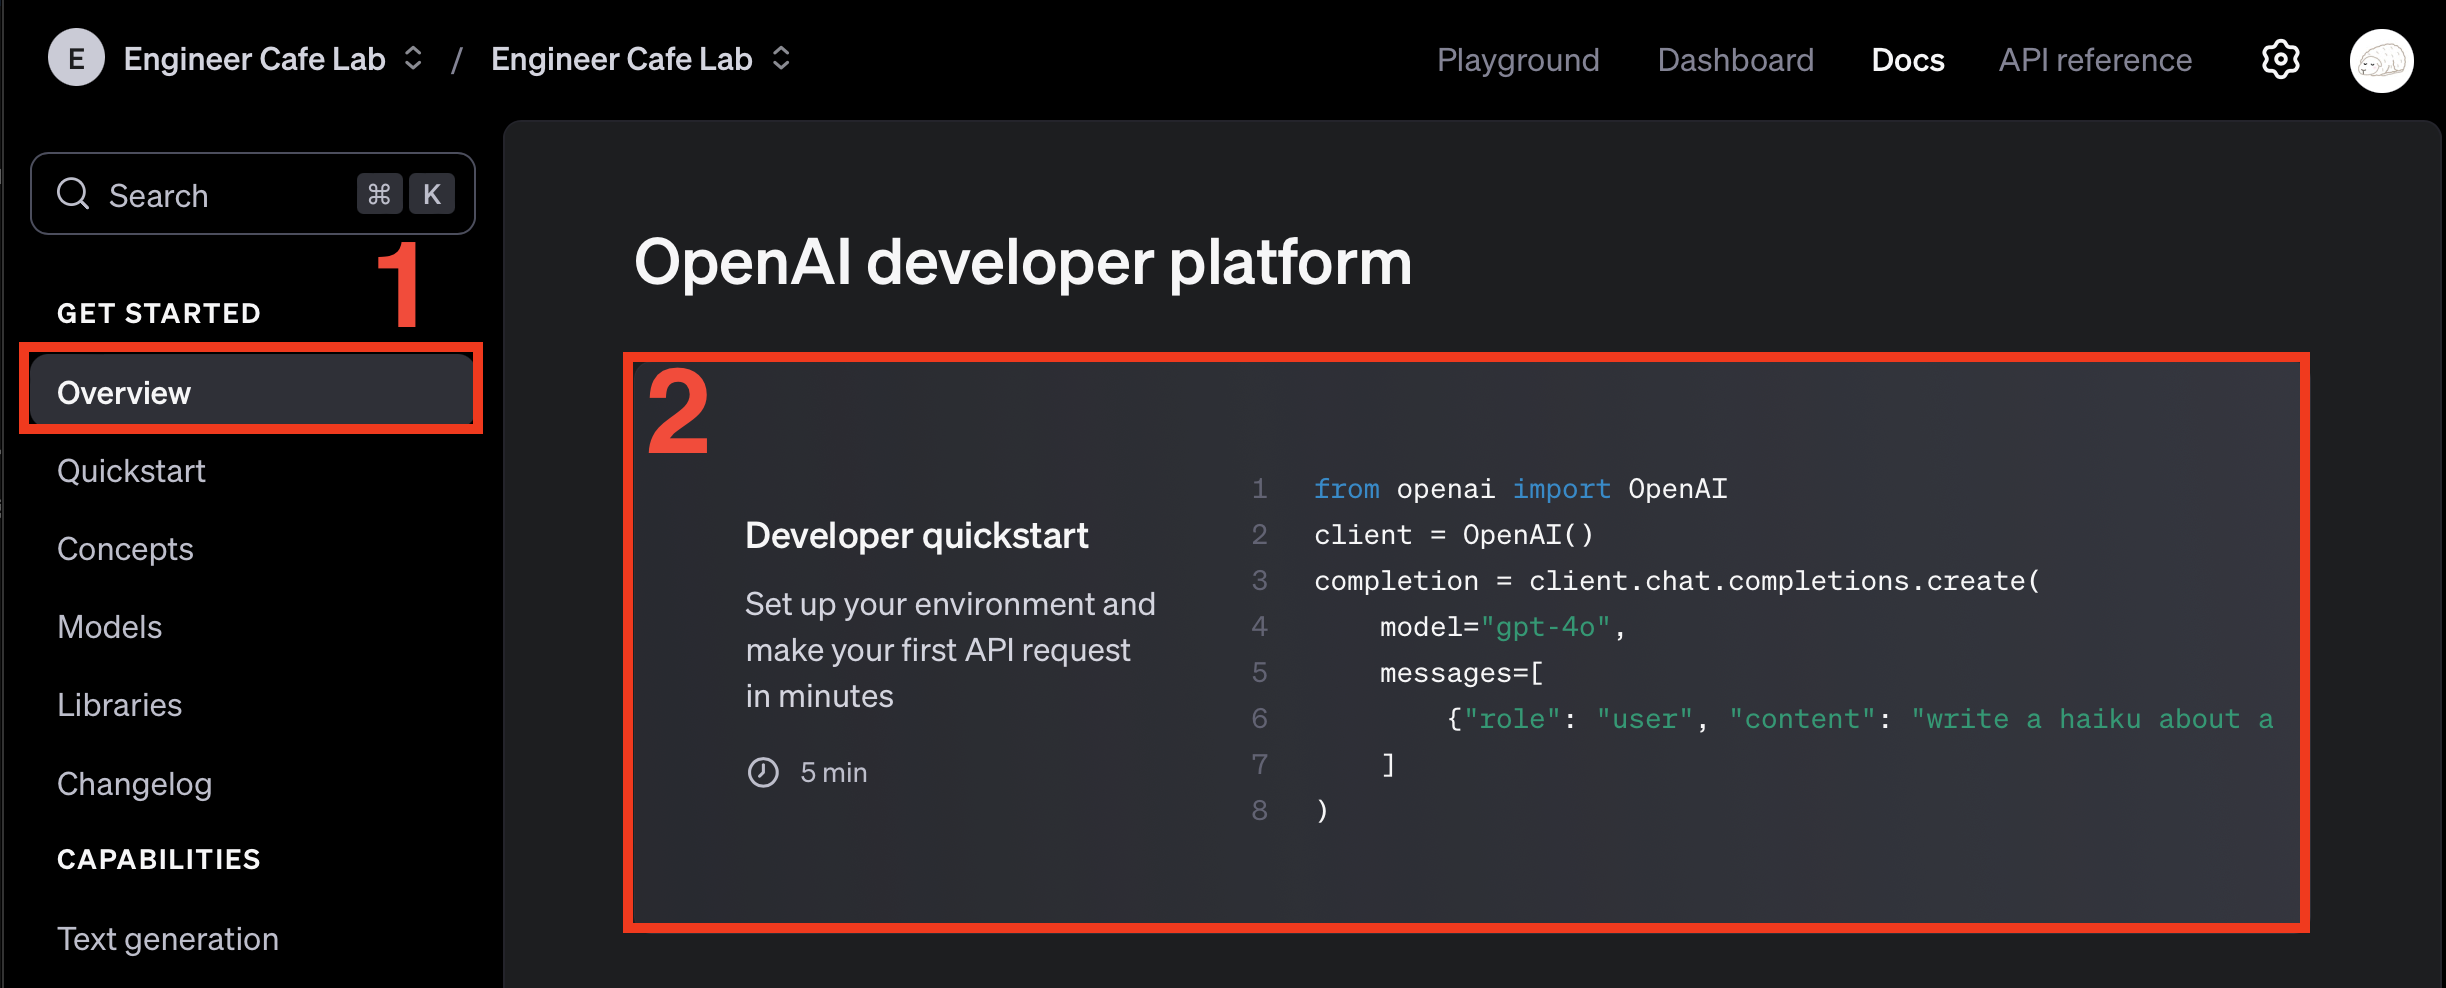 E Engineer Cafe Lab / Engineer Cafe Lab Playground Dashboard Docs API reference
Search ⌘ K
1
GET STARTED
Overview
Quickstart
Concepts
Models
Libraries
Changelog
CAPABILITIES
Text generation
OpenAI developer platform
2
Developer quickstart
Set up your environment and
make your first API request
in minutes
5 min
1 from openai import OpenAI
2 client = OpenAI()
3 completion = client.chat.completions.create(
4     model="gpt-4o",
5     messages=[
6         {"role": "user", "content": "write a haiku about a
7     ]
8 )